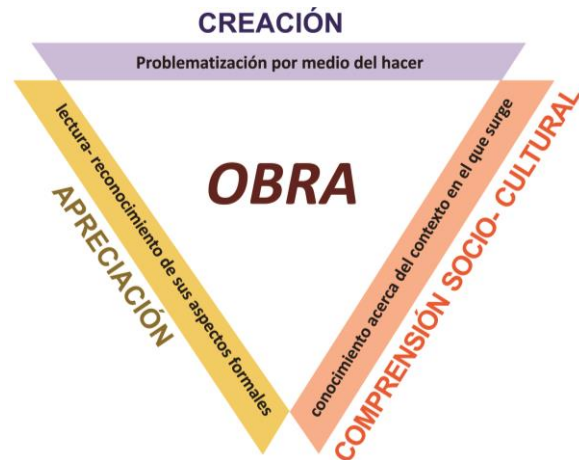 CREACIÓN
Problematización por medio del hacer
OBRA
lectura- reconocimiento de sus aspectos formales
APRECIACIÓN
conocimiento acerca del contexto en el que surge
COMPRENSIÓN SOCIO- CULTURAL